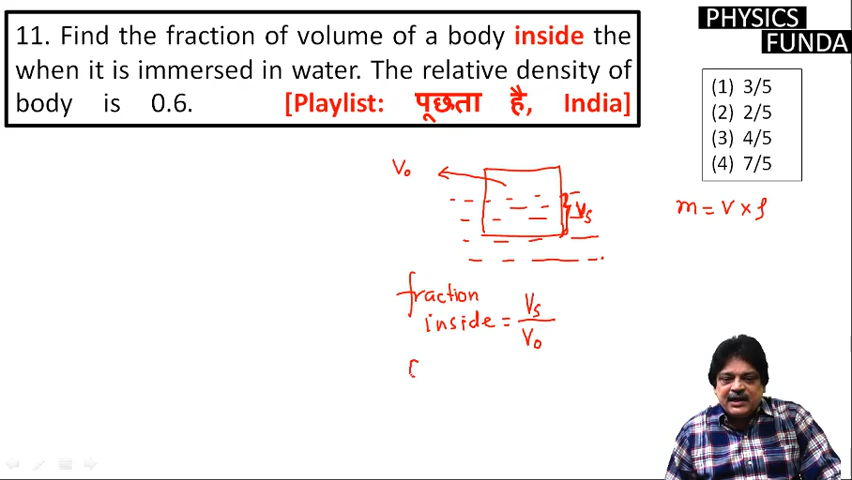 PHYSICS
FUNDA
11. Find the fraction of volume of a body inside the
when it is immersed in water. The relative density of
body is 0.6. [Playlist: पूछता है, India]
(1) 3/5
(2) 2/5
(3) 4/5
(4) 7/5
V₀
Vs
m = V × ρ
fraction
inside = Vs/V₀